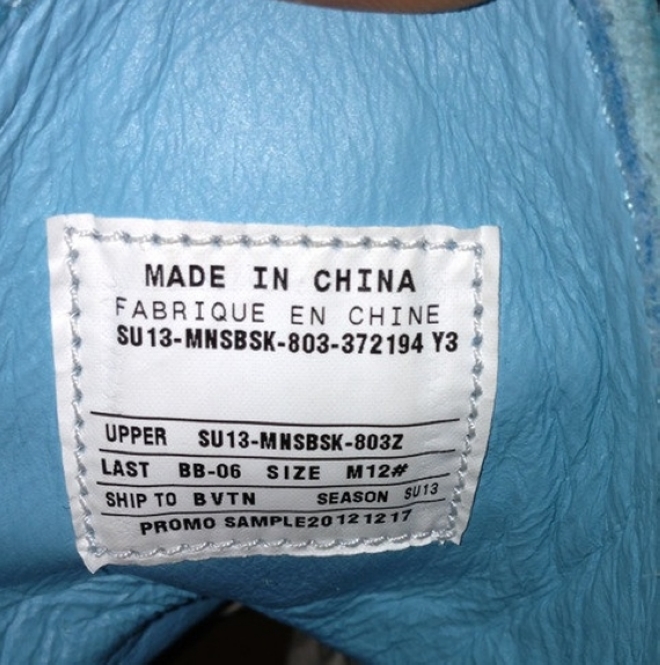 MADE IN CHINA
FABRIQUE EN CHINE
SU13-MNSBSK-803-372194 Y3
UPPER SU13-MNSBSK-803Z
LAST BB-06 SIZE M12#
SHIP TO BVTN SEASON SU13
PROMO SAMPLE20121217